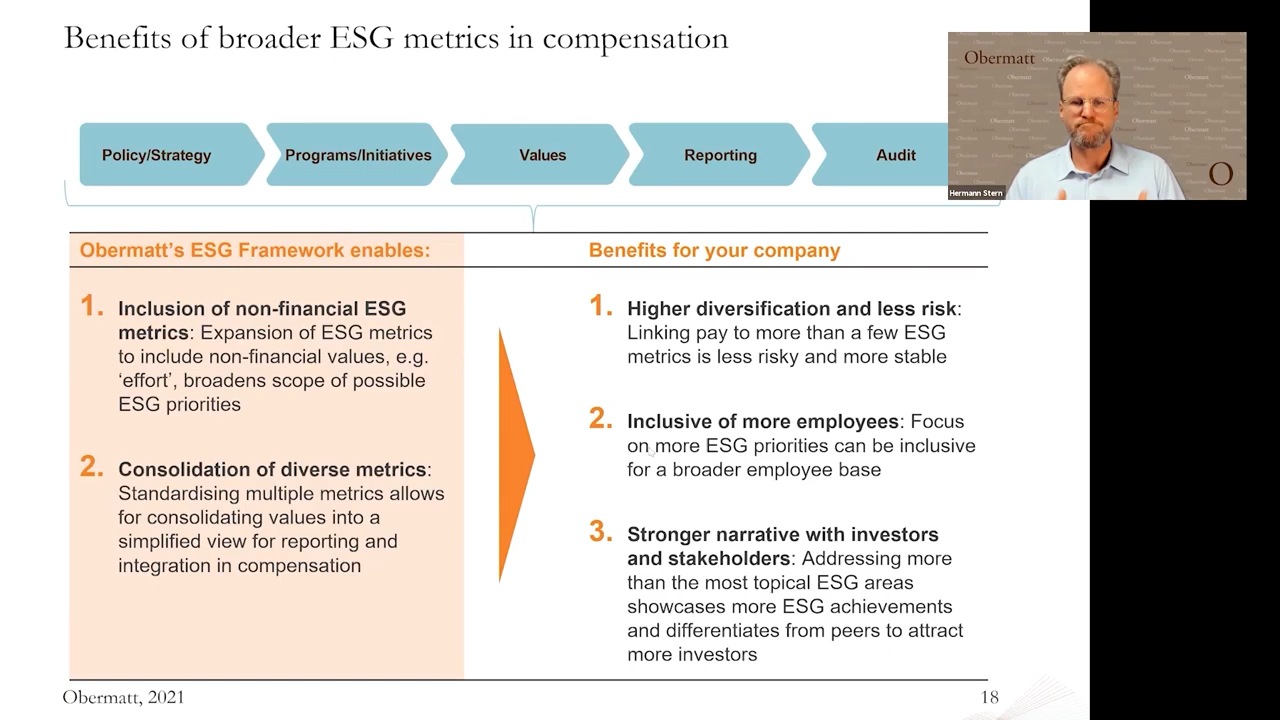 Benefits of broader ESG metrics in compensation
Obermatt
O
Hermann Stern
Policy/Strategy
Programs/Initiatives
Values
Reporting
Audit
Obermatt’s ESG Framework enables:
1. Inclusion of non-financial ESG
metrics: Expansion of ESG metrics
to include non-financial values, e.g.
‘effort’, broadens scope of possible
ESG priorities
2. Consolidation of diverse metrics:
Standardising multiple metrics allows
for consolidating values into a
simplified view for reporting and
integration in compensation
Benefits for your company
1. Higher diversification and less risk:
Linking pay to more than a few ESG
metrics is less risky and more stable
2. Inclusive of more employees: Focus
on more ESG priorities can be inclusive
for a broader employee base
3. Stronger narrative with investors
and stakeholders: Addressing more
than the most topical ESG areas
showcases more ESG achievements
and differentiates from peers to attract
more investors
Obermatt, 2021
18